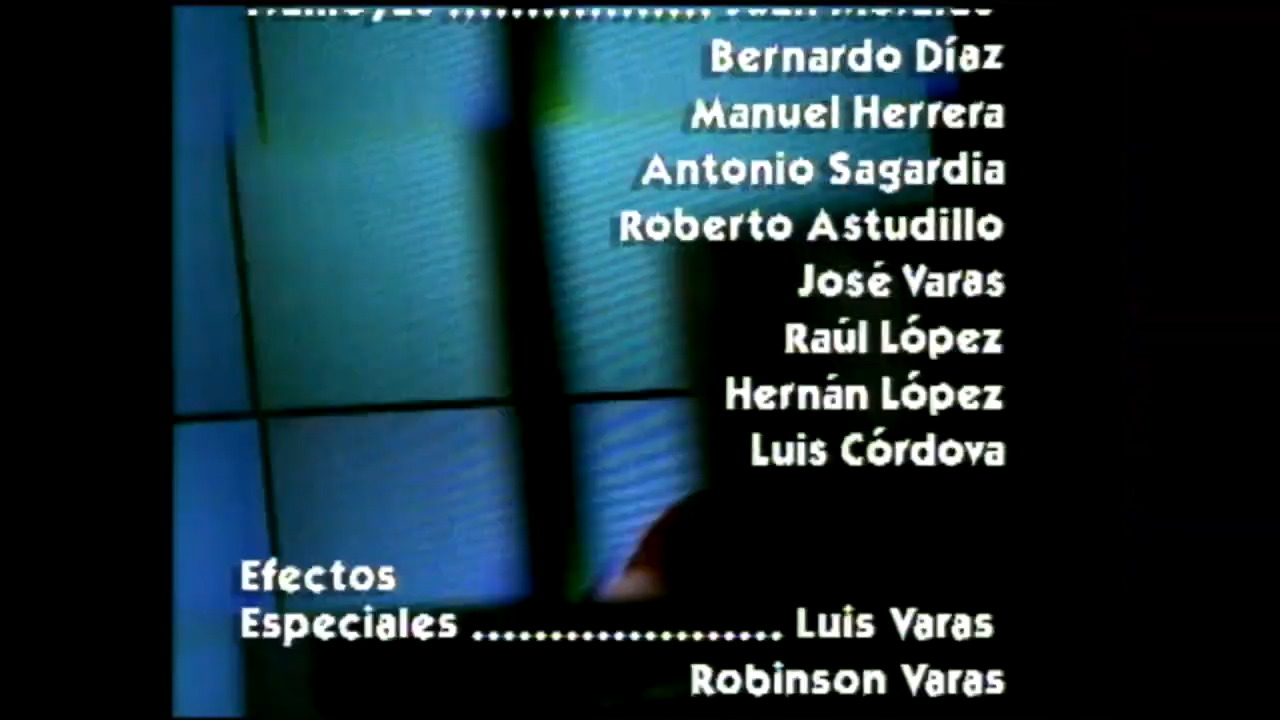 Bernardo Díaz
Manuel Herrera
Antonio Sagardia
Roberto Astudillo
José Varas
Raúl López
Hernán López
Luis Córdova
Efectos
Especiales .................... Luis Varas
Robinson Varas